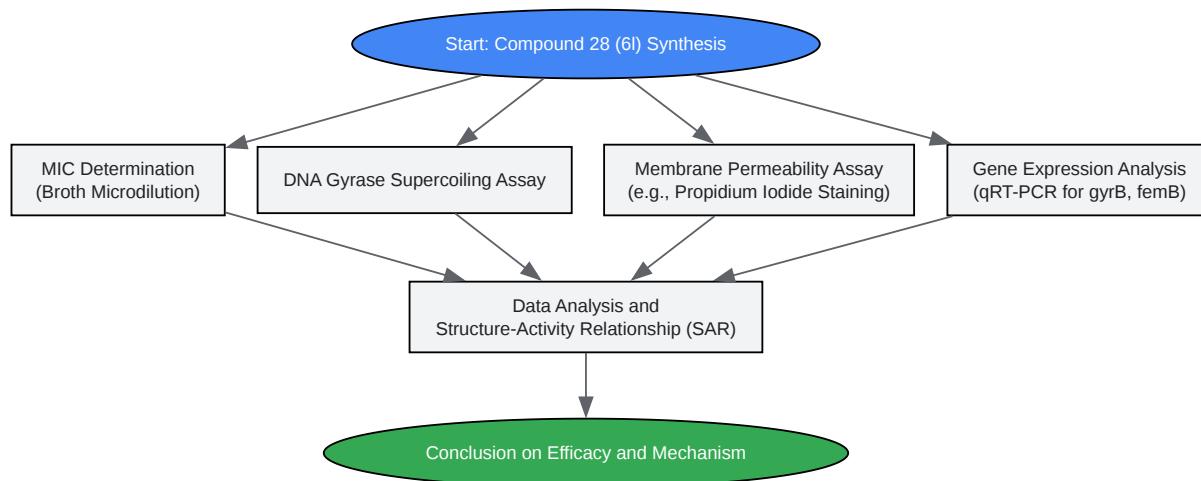 Start: Compound 28 (6l) Synthesis
MIC Determination
(Broth Microdilution)
DNA Gyrase Supercoiling Assay
Membrane Permeability Assay
(e.g., Propidium Iodide Staining)
Gene Expression Analysis
(qRT-PCR for gyrB, femB)
Data Analysis and
Structure-Activity Relationship (SAR)
Conclusion on Efficacy and Mechanism